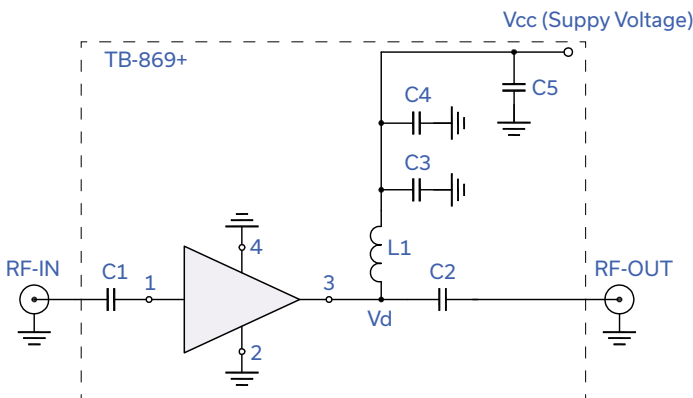 Vcc (Suppy Voltage)
TB-869+
C5
C4
C3
4
L1
RF-IN
C1
1
3
C2
RF-OUT
Vd
2